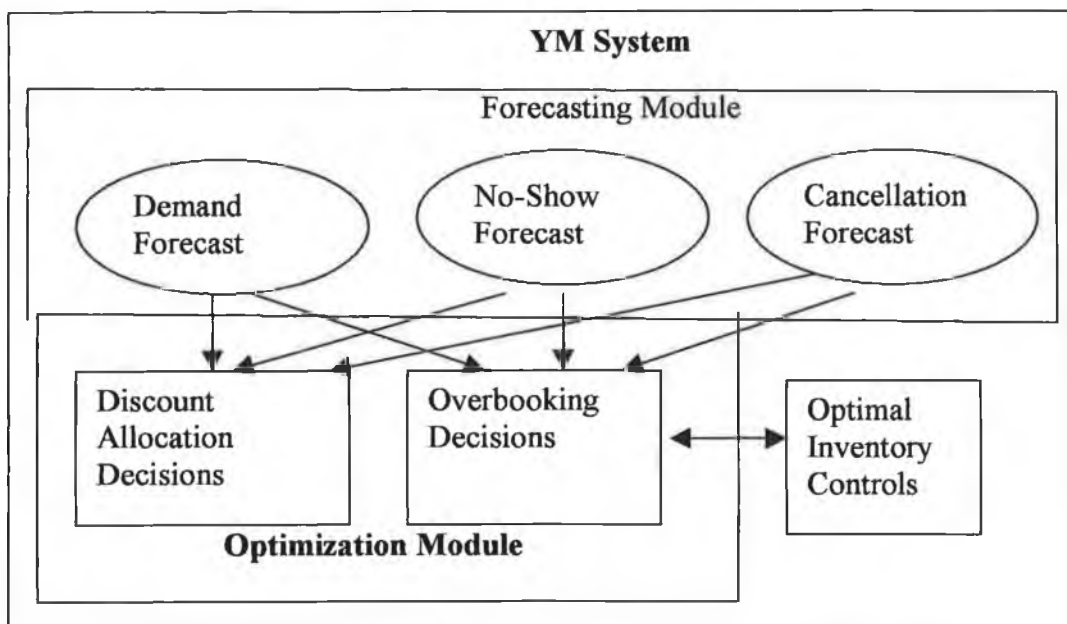 YM System
Forecasting Module
Demand
Forecast
No-Show
Forecast
Cancellation
Forecast
Discount
Allocation
Decisions
Overbooking
Decisions
Optimal
Inventory
Controls
Optimization Module